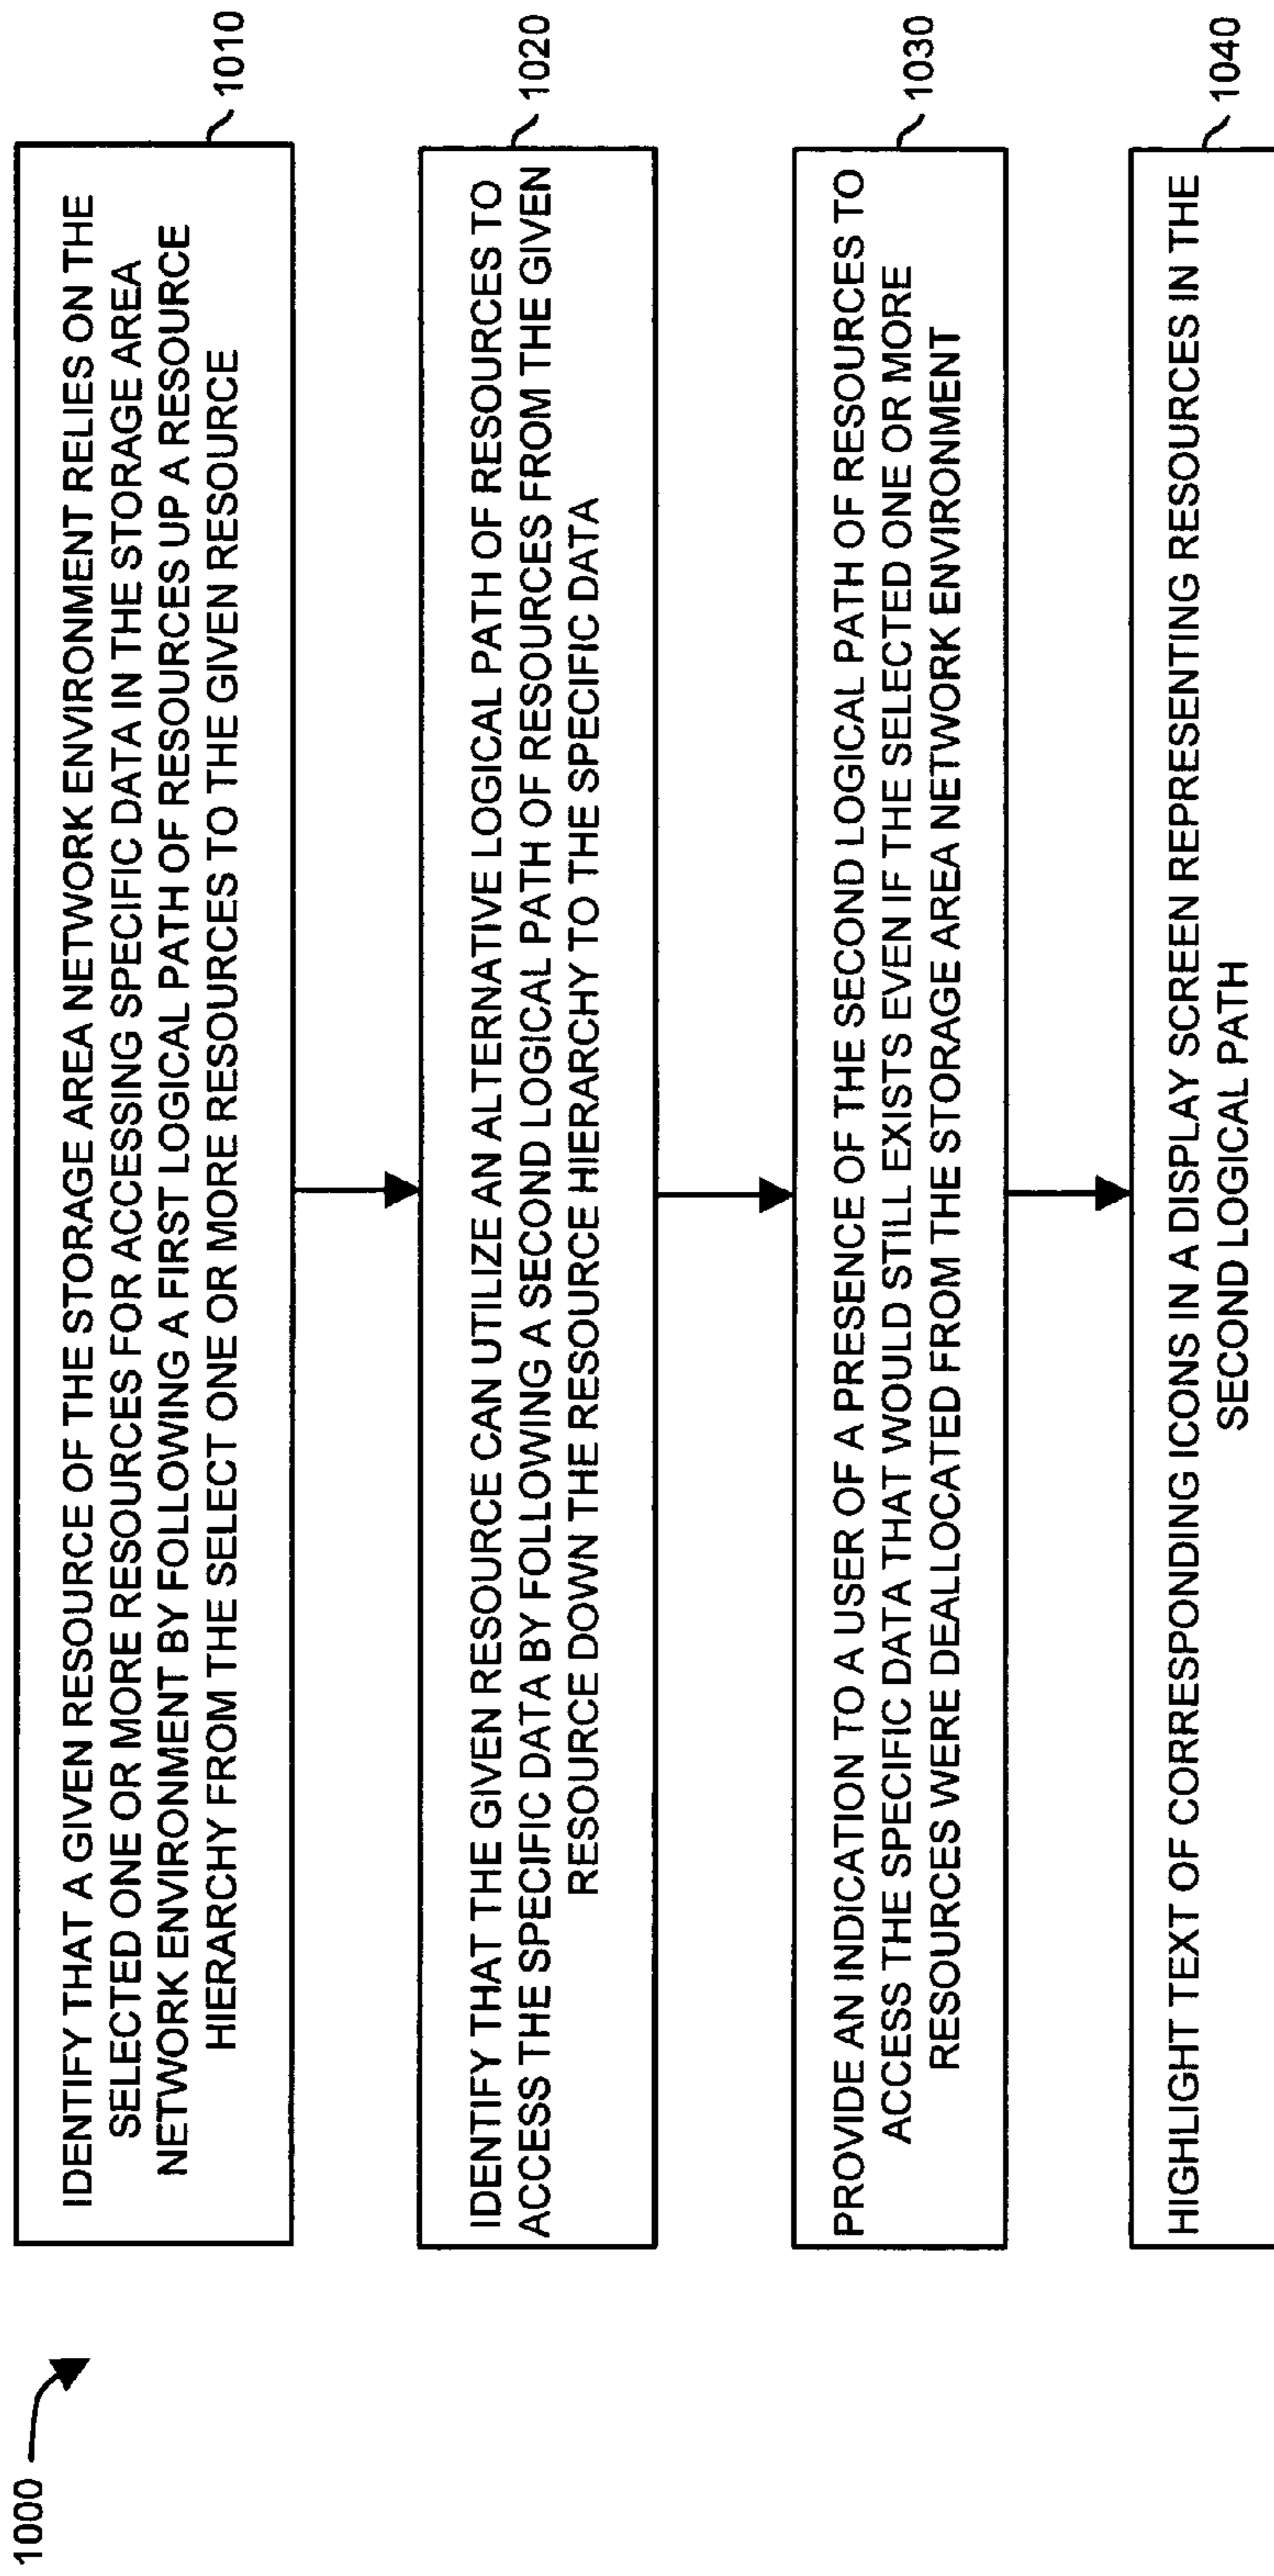 1000
IDENTIFY THAT A GIVEN RESOURCE OF THE STORAGE AREA NETWORK ENVIRONMENT RELIES ON THE
SELECTED ONE OR MORE RESOURCES FOR ACCESSING SPECIFIC DATA IN THE STORAGE AREA
NETWORK ENVIRONMENT BY FOLLOWING A FIRST LOGICAL PATH OF RESOURCES UP A RESOURCE
HIERARCHY FROM THE SELECT ONE OR MORE RESOURCES TO THE GIVEN RESOURCE
1010
IDENTIFY THAT THE GIVEN RESOURCE CAN UTILIZE AN ALTERNATIVE LOGICAL PATH OF RESOURCES TO
ACCESS THE SPECIFIC DATA BY FOLLOWING A SECOND LOGICAL PATH OF RESOURCES FROM THE GIVEN
RESOURCE DOWN THE RESOURCE HIERARCHY TO THE SPECIFIC DATA
1020
PROVIDE AN INDICATION TO A USER OF A PRESENCE OF THE SECOND LOGICAL PATH OF RESOURCES TO
ACCESS THE SPECIFIC DATA THAT WOULD STILL EXISTS EVEN IF THE SELECTED ONE OR MORE
RESOURCES WERE DEALLOCATED FROM THE STORAGE AREA NETWORK ENVIRONMENT
1030
HIGHLIGHT TEXT OF CORRESPONDING ICONS IN A DISPLAY SCREEN REPRESENTING RESOURCES IN THE
SECOND LOGICAL PATH
1040